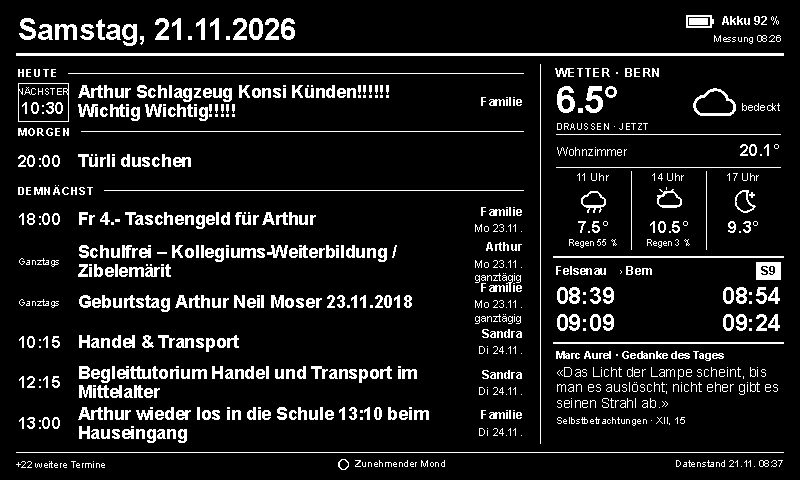 Samstag, 21.11.2026
Akku 92 %
Messung 08:26
HEUTE
NÄCHSTER
10:30
Arthur Schlagzeug Konsi Künden!!!!!!
Wichtig Wichtig!!!!!
Familie
MORGEN
20:00
Türli duschen
DEMNÄCHST
18:00
Fr 4.- Taschengeld für Arthur
Familie
Mo 23.11.
Ganztags
Schulfrei – Kollegiums-Weiterbildung /
Zibelemärit
Arthur
Mo 23.11.
ganztägig
Ganztags
Geburtstag Arthur Neil Moser 23.11.2018
Familie
Mo 23.11.
ganztägig
10:15
Handel & Transport
Sandra
Di 24.11.
12:15
Begleittutorium Handel und Transport im
Mittelalter
Sandra
Di 24.11.
13:00
Arthur wieder los in die Schule 13:10 beim
Hauseingang
Familie
Di 24.11.
WETTER · BERN
6.5°
bedeckt
DRAUSSEN · JETZT
Wohnzimmer 20.1°
11 Uhr 14 Uhr 17 Uhr
7.5° 10.5° 9.3°
Regen 55 % Regen 3 %
Felsenau › Bern S9
08:39 08:54
09:09 09:24
Marc Aurel · Gedanke des Tages
«Das Licht der Lampe scheint, bis
man es auslöscht; nicht eher gibt es
seinen Strahl ab.»
Selbstbetrachtungen · XII, 15
+22 weitere Termine
Zunehmender Mond
Datenstand 21.11. 08:37